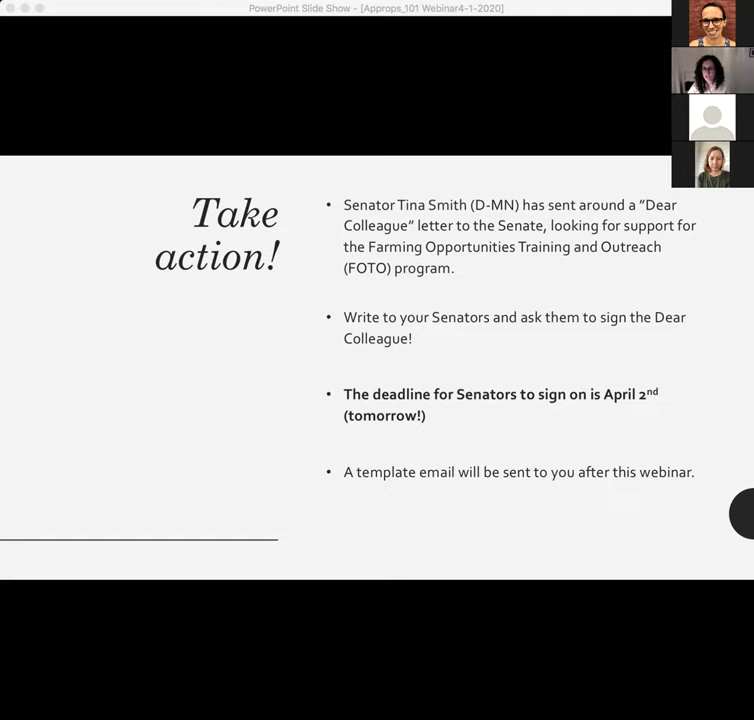 PowerPoint Slide Show - [Approps_101 Webinar4-1-2020]
Take
action!
• Senator Tina Smith (D-MN) has sent around a ”Dear
Colleague” letter to the Senate, looking for support for
the Farming Opportunities Training and Outreach
(FOTO) program.
• Write to your Senators and ask them to sign the Dear
Colleague!
• The deadline for Senators to sign on is April 2nd
(tomorrow!)
• A template email will be sent to you after this webinar.